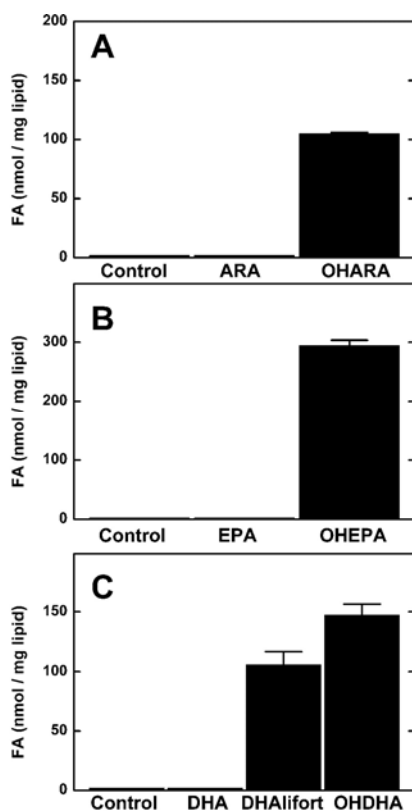 A
FA (nmol / mg lipid)
200
150
100
50
0
Control ARA OHARA
B
FA (nmol / mg lipid)
300
200
100
0
Control EPA OHEPA
C
FA (nmol / mg lipid)
150
100
50
0
Control DHA DHAlifort OHDHA